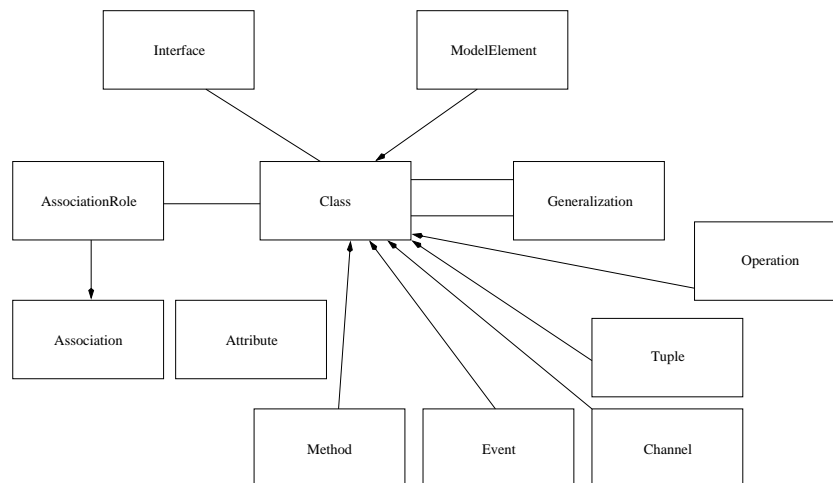 Interface
ModelElement
AssociationRole
Class
Generalization
Operation
Association
Attribute
Tuple
Method
Event
Channel